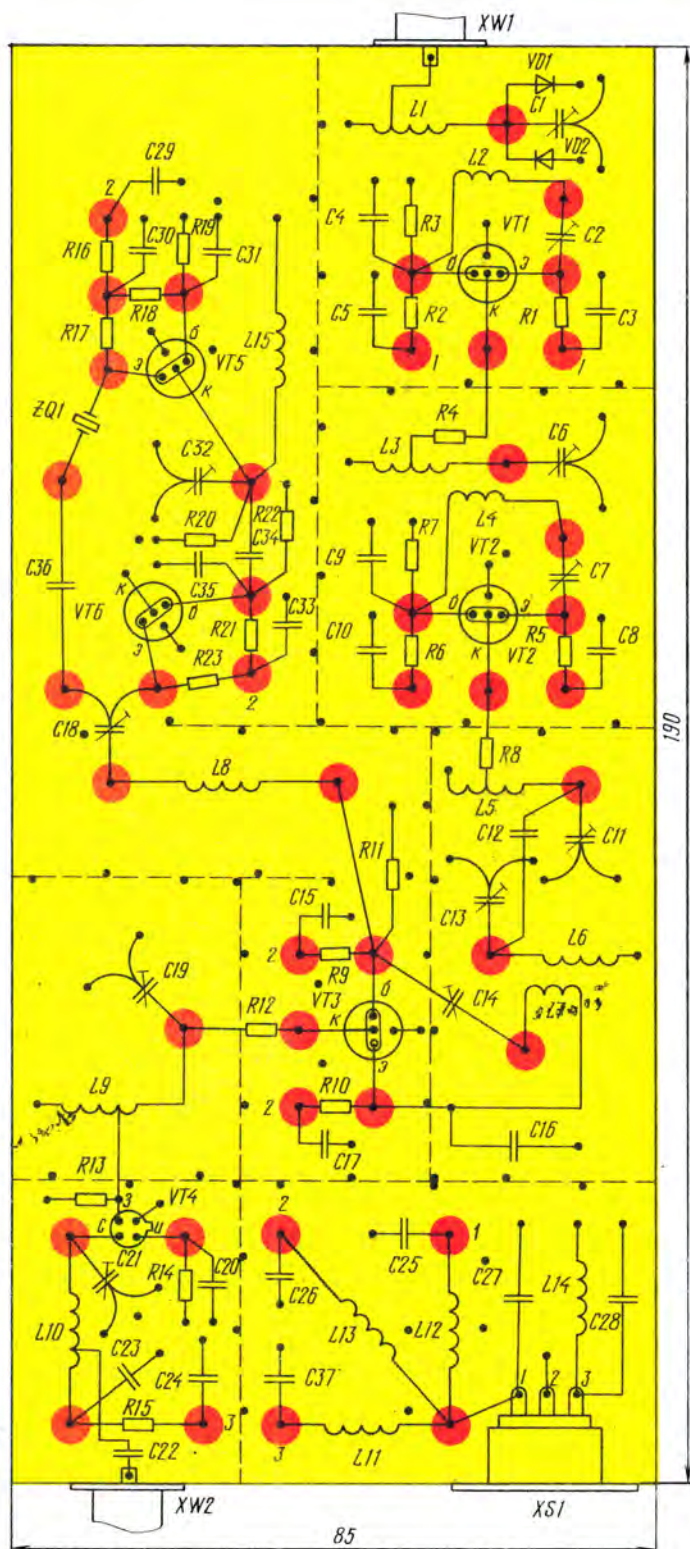 XW1
VD1
L1
C1
VD2
C29
L2
2
C4
R3
VT1
C2
R16
C30
R19
C31
б
э
R18
C5
R2
к
R1
C3
R17
б
L15
1
1
э
VT5
к
ZQ1
R4
C32
L3
C6
R22
L4
R20
C34
R7
VT2
C9
C7
C36
C35
к
б
б
э
VT6
C33
R5
C8
э
R21
C10
R6
к
VT2
R23
2
C18
190
R8
L8
L5
C12
C11
R11
C15
C13
C19
2
R9
б
L6
VT3
C14
R12
к
L7
э
L9
2
R10
C16
C17
R13
3
VT4
2
1
с
и
C21
C25
R14
C20
C27
C26
L14
L10
L13
L12
C28
C23
C24
C37
1
2
3
R15
3
3
L11
C22
XW2
XS1
85